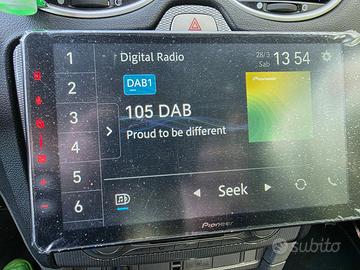 1
Digital Radio
28/3
Sab
13 54
2
DAB1
Pioneer
3
105 DAB
Proud to be different
4
5
Seek
6
Pioneer
subito